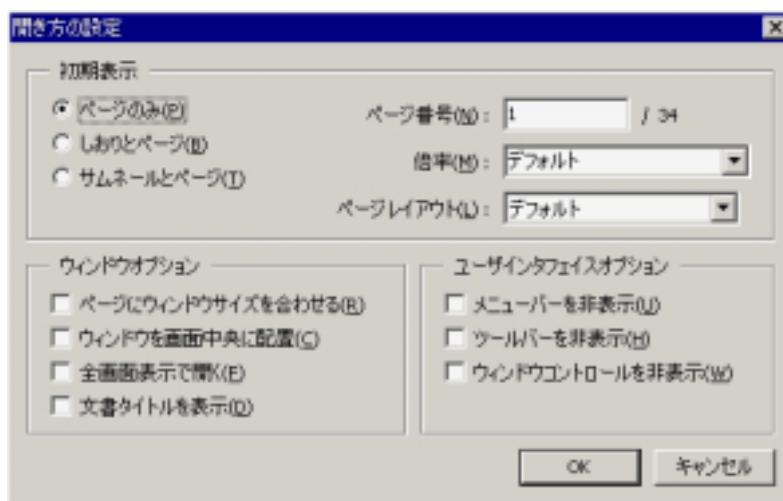 開き方の設定
初期表示
ページのみ(P)
しおりとページ(B)
サムネールとページ(T)
ページ番号(N): 1 / 34
倍率(M): デフォルト
ページレイアウト(L): デフォルト
ウィンドウオプション
ページにウィンドウサイズを合わせる(R)
ウィンドウを画面中央に配置(C)
全画面表示で開く(F)
文書タイトルを表示(D)
ユーザインタフェイスオプション
メニューバーを非表示(U)
ツールバーを非表示(H)
ウィンドウコントロールを非表示(W)
OK キャンセル